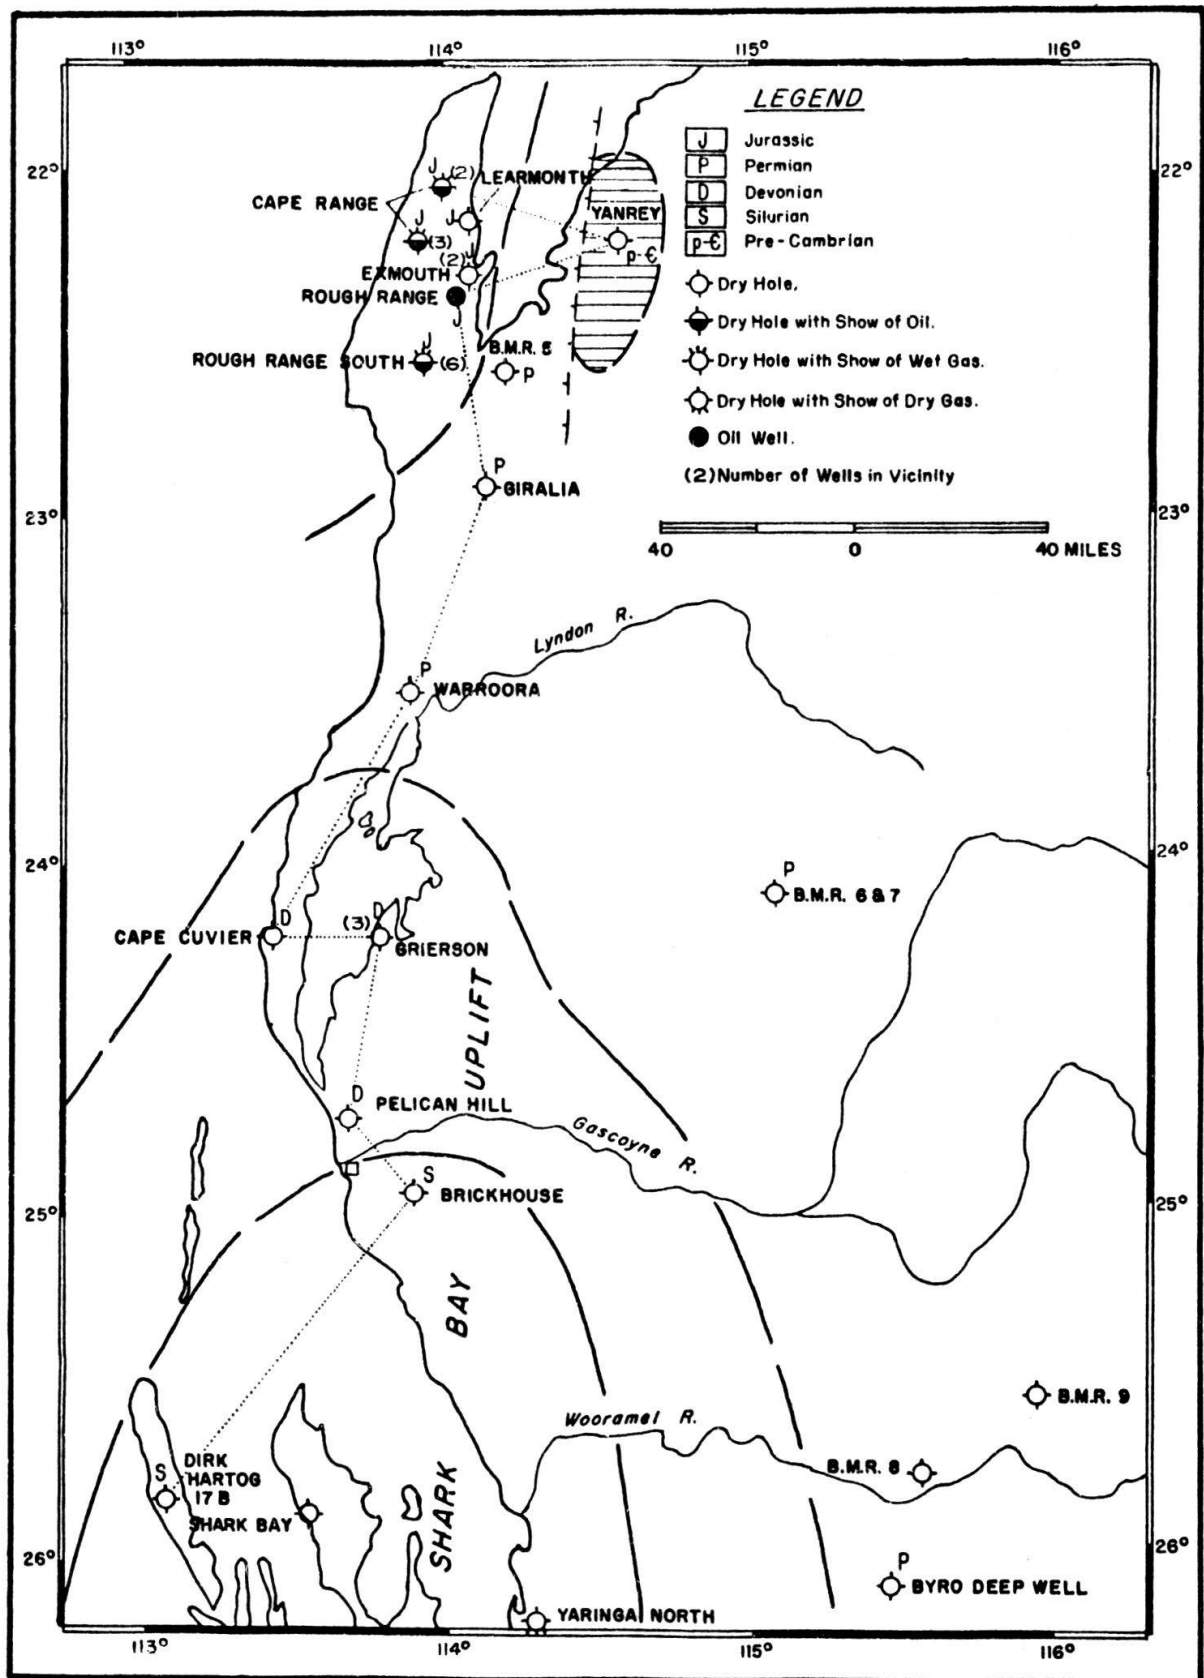 113°
114°
115°
116°
LEGEND
J Jurassic
P Permian
D Devonian
S Silurian
p-Є Pre-Cambrian
Dry Hole.
Dry Hole with Show of Oil.
Dry Hole with Show of Wet Gas.
Dry Hole with Show of Dry Gas.
Oil Well.
(2) Number of Wells in Vicinity
40 0 40 MILES
22°
22°
J
(2)
LEARMONTH
CAPE RANGE
J
J
(3)
YANREY
p-Є
(2)
J
EXMOUTH
ROUGH RANGE
J
B.M.R. 5
P
J
ROUGH RANGE SOUTH
(6)
P
GIRALIA
23°
23°
Lyndon R.
P
WARROORA
24°
24°
P
B.M.R. 6 & 7
D
CAPE CUVIER
(3)
D
GRIERSON
UPLIFT
D
PELICAN HILL
Gascoyne R.
S
BRICKHOUSE
25°
25°
BAY
B.M.R. 9
Wooramel R.
B.M.R. 8
S
DIRK
HARTOG
17 B
SHARK BAY
SHARK
26°
26°
P
BYRO DEEP WELL
YARINGA NORTH
113°
114°
115°
116°